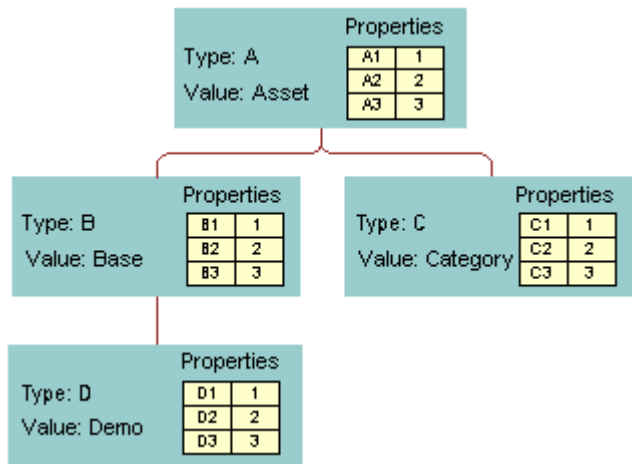 Properties
Type: A
Value: Asset
A1 1
A2 2
A3 3
Properties
Type: B
Value: Base
B1 1
B2 2
B3 3
Properties
Type: C
Value: Category
C1 1
C2 2
C3 3
Properties
Type: D
Value: Demo
D1 1
D2 2
D3 3